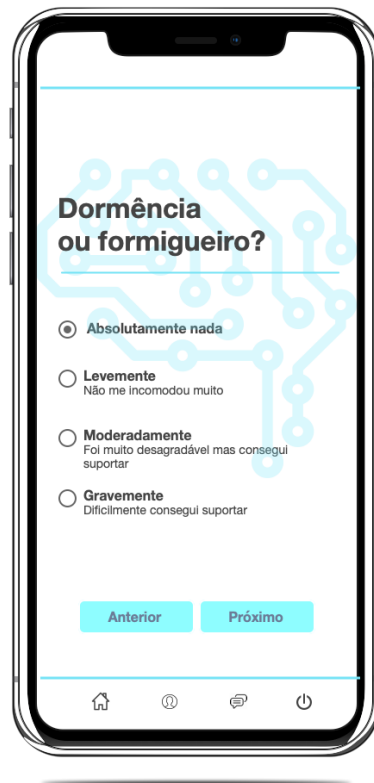 Dormência
ou formigueiro?
Absolutamente nada
Levemente
Não me incomodou muito
Moderadamente
Foi muito desagradável mas consegui
suportar
Gravemente
Dificilmente consegui suportar
Anterior
Próximo